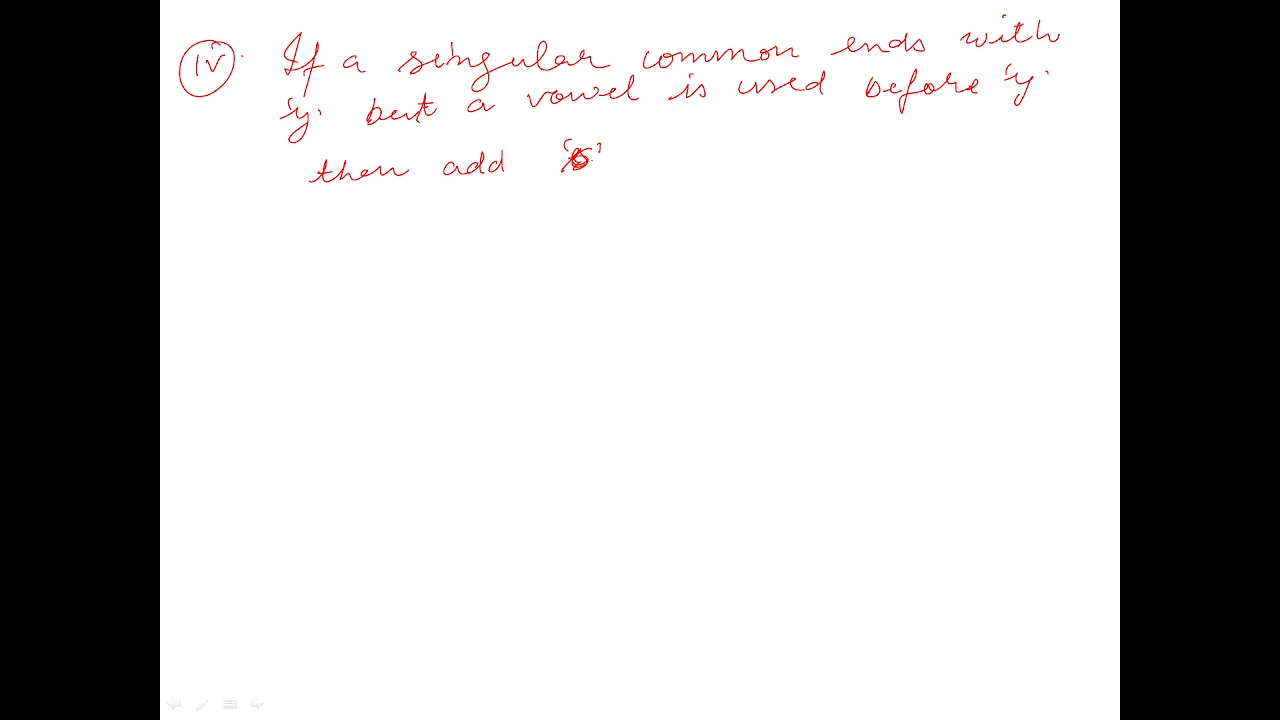 iv. If a singular common ends with
'y' but a vowel is used before 'y'
then add 's'